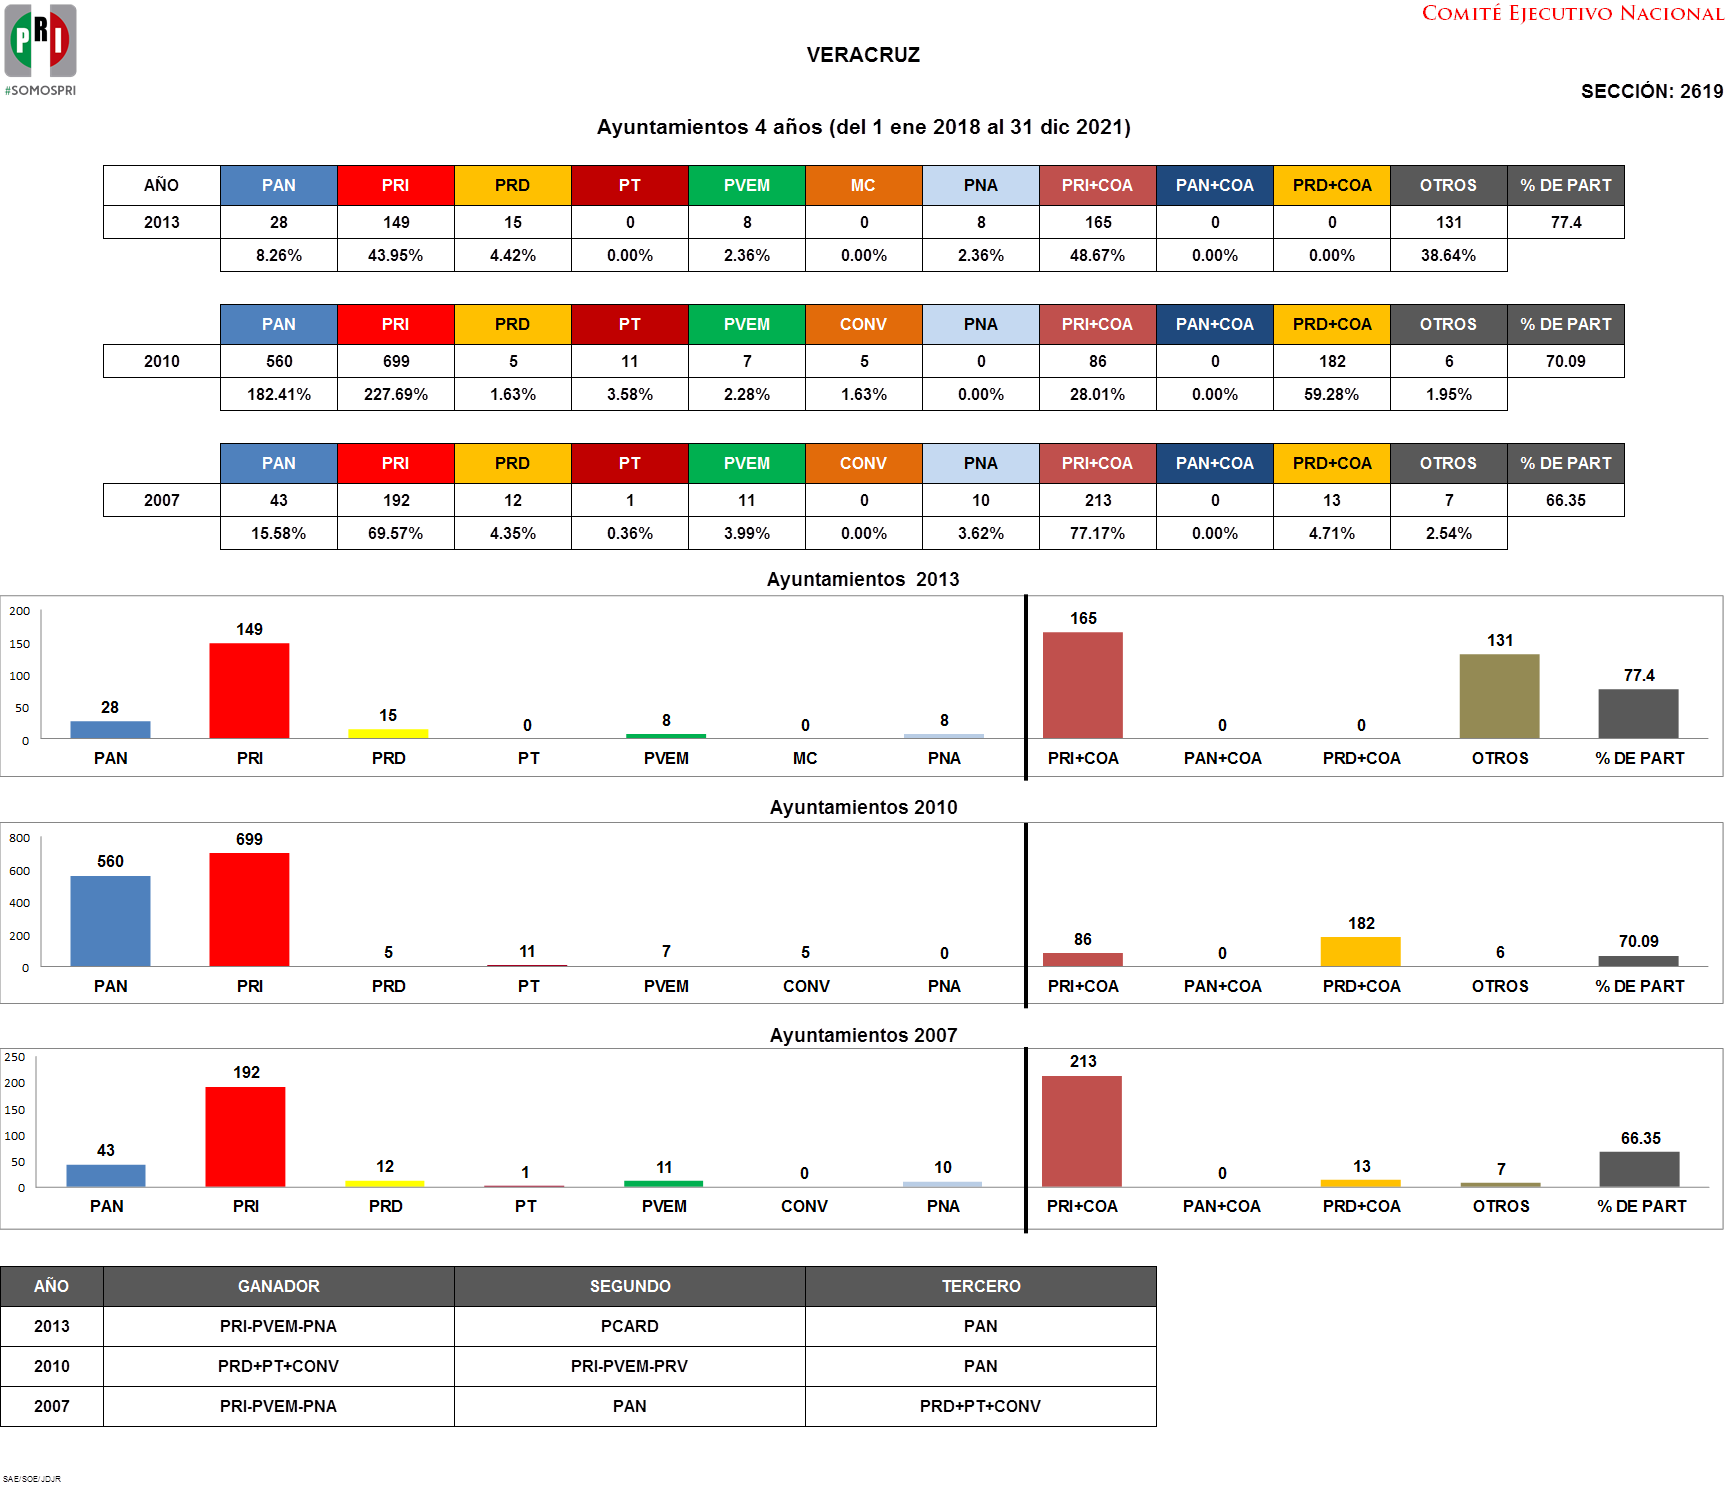 PRI
#SOMOSPRI
COMITÉ EJECUTIVO NACIONAL
VERACRUZ
SECCIÓN: 2619
Ayuntamientos 4 años (del 1 ene 2018 al 31 dic 2021)
AÑO PAN PRI PRD PT PVEM MC PNA PRI+COA PAN+COA PRD+COA OTROS % DE PART
2013 28 149 15 0 8 0 8 165 0 0 131 77.4
8.26% 43.95% 4.42% 0.00% 2.36% 0.00% 2.36% 48.67% 0.00% 0.00% 38.64%
PAN PRI PRD PT PVEM CONV PNA PRI+COA PAN+COA PRD+COA OTROS % DE PART
2010 560 699 5 11 7 5 0 86 0 182 6 70.09
182.41% 227.69% 1.63% 3.58% 2.28% 1.63% 0.00% 28.01% 0.00% 59.28% 1.95%
PAN PRI PRD PT PVEM CONV PNA PRI+COA PAN+COA PRD+COA OTROS % DE PART
2007 43 192 12 1 11 0 10 213 0 13 7 66.35
15.58% 69.57% 4.35% 0.36% 3.99% 0.00% 3.62% 77.17% 0.00% 4.71% 2.54%
Ayuntamientos 2013
200
150
100
50
0
28 149 15 0 8 0 8 165 0 0 131 77.4
PAN PRI PRD PT PVEM MC PNA PRI+COA PAN+COA PRD+COA OTROS % DE PART
Ayuntamientos 2010
800
600
400
200
0
560 699 5 11 7 5 0 86 0 182 6 70.09
PAN PRI PRD PT PVEM CONV PNA PRI+COA PAN+COA PRD+COA OTROS % DE PART
Ayuntamientos 2007
250
200
150
100
50
0
43 192 12 1 11 0 10 213 0 13 7 66.35
PAN PRI PRD PT PVEM CONV PNA PRI+COA PAN+COA PRD+COA OTROS % DE PART
AÑO GANADOR SEGUNDO TERCERO
2013 PRI-PVEM-PNA PCARD PAN
2010 PRD+PT+CONV PRI-PVEM-PRV PAN
2007 PRI-PVEM-PNA PAN PRD+PT+CONV
SAE/SOE/JDJR